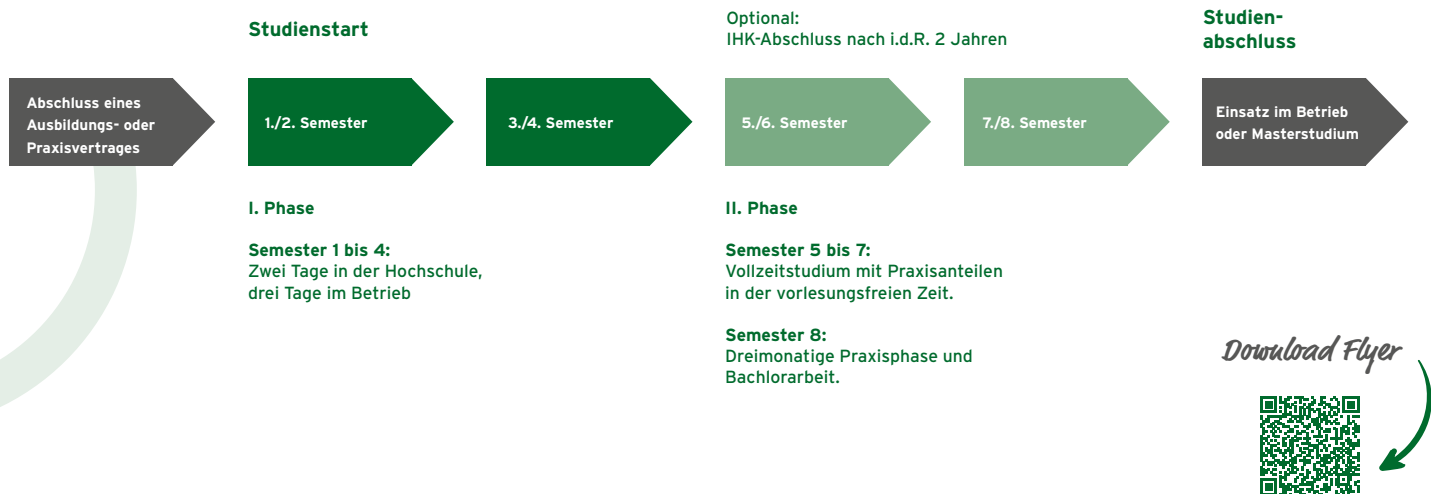 Studienstart
Optional:
IHK-Abschluss nach i.d.R. 2 Jahren
Studien-
abschluss
Abschluss eines
Ausbildungs- oder
Praxisvertrages
1./2. Semester
3./4. Semester
5./6. Semester
7./8. Semester
Einsatz im Betrieb
oder Masterstudium
I. Phase
Semester 1 bis 4:
Zwei Tage in der Hochschule,
drei Tage im Betrieb
II. Phase
Semester 5 bis 7:
Vollzeitstudium mit Praxisanteilen
in der vorlesungsfreien Zeit.
Semester 8:
Dreimonatige Praxisphase und
Bachlorarbeit.
Download Flyer